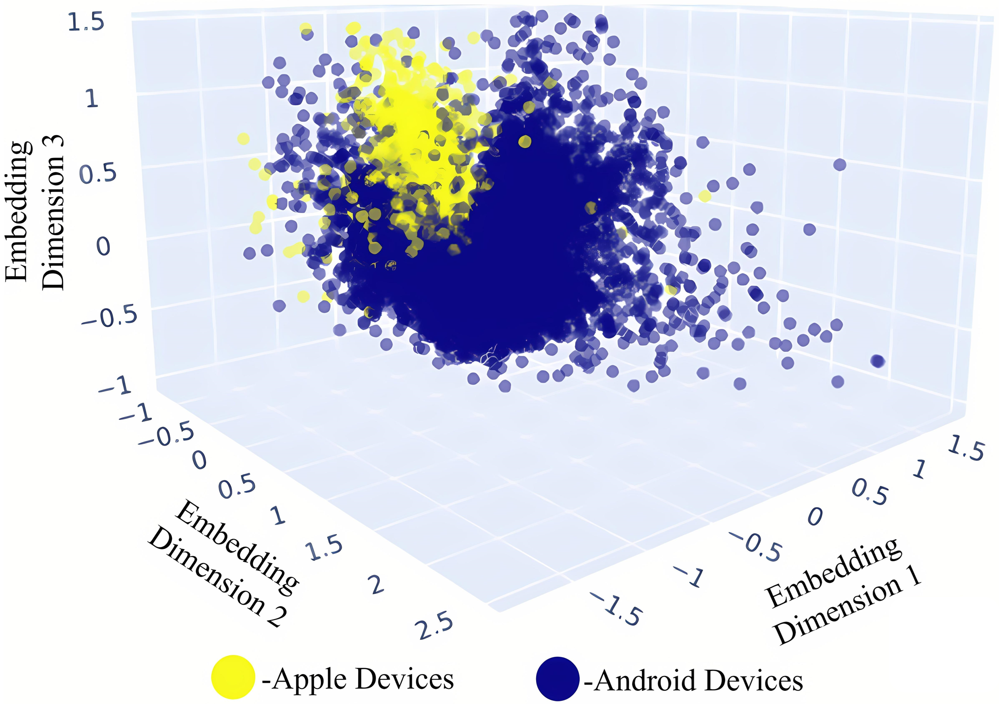 1.5
1
0.5
0
−0.5
−1
Embedding
Dimension 3
−1
−0.5
0
0.5
1
1.5
2
2.5
Embedding
Dimension 2
−1.5
−1
−0.5
0
0.5
1
1.5
Embedding
Dimension 1
-Apple Devices
-Android Devices